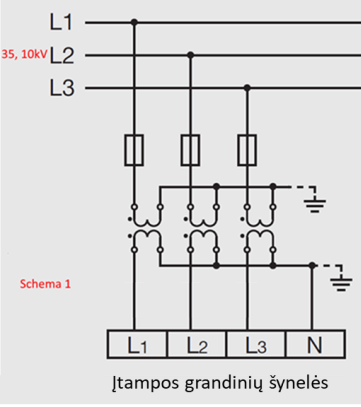 L1
35, 10kV L2
L3
Schema 1
L1 L2 L3 N
Įtampos grandinių šynelės